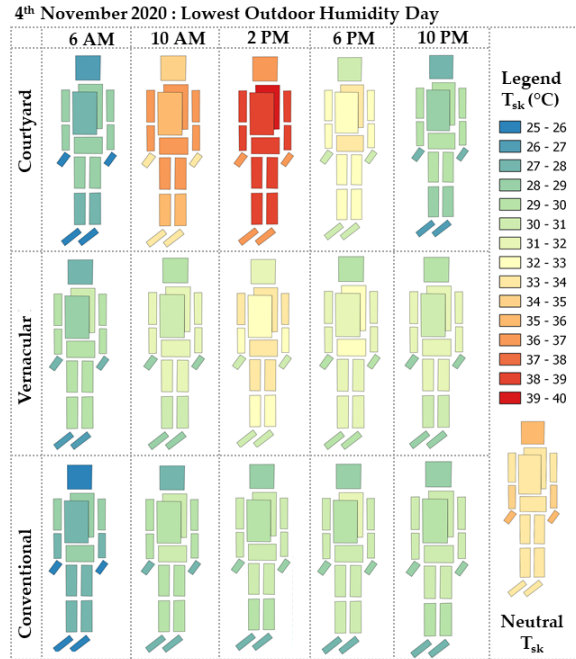 4th November 2020 : Lowest Outdoor Humidity Day
6 AM 10 AM 2 PM 6 PM 10 PM
Courtyard
Vernacular
Conventional
Legend
Tsk (°C)
25 - 26
26 - 27
27 - 28
28 - 29
29 - 30
30 - 31
31 - 32
32 - 33
33 - 34
34 - 35
35 - 36
36 - 37
37 - 38
38 - 39
39 - 40
Neutral
Tsk